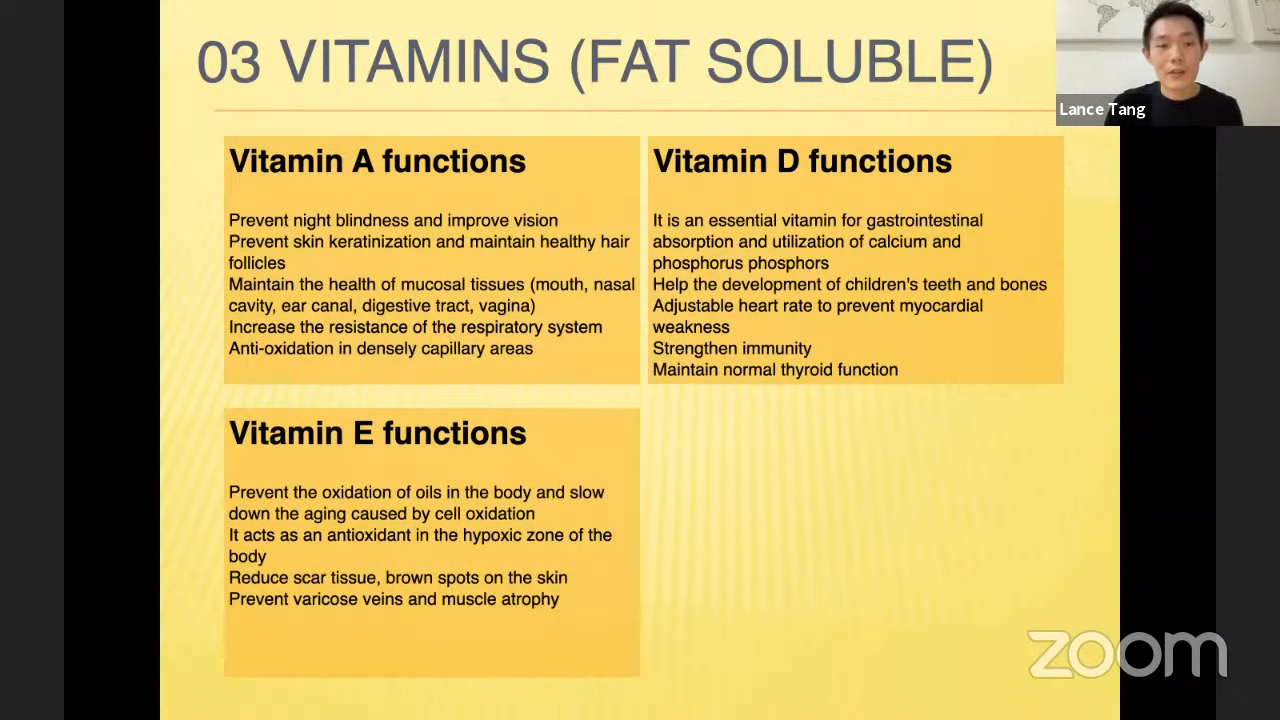 03 VITAMINS (FAT SOLUBLE)
Lance Tang
Vitamin A functions
Prevent night blindness and improve vision
Prevent skin keratinization and maintain healthy hair
follicles
Maintain the health of mucosal tissues (mouth, nasal
cavity, ear canal, digestive tract, vagina)
Increase the resistance of the respiratory system
Anti-oxidation in densely capillary areas
Vitamin D functions
It is an essential vitamin for gastrointestinal
absorption and utilization of calcium and
phosphorus phosphors
Help the development of children's teeth and bones
Adjustable heart rate to prevent myocardial
weakness
Strengthen immunity
Maintain normal thyroid function
Vitamin E functions
Prevent the oxidation of oils in the body and slow
down the aging caused by cell oxidation
It acts as an antioxidant in the hypoxic zone of the
body
Reduce scar tissue, brown spots on the skin
Prevent varicose veins and muscle atrophy
zoom